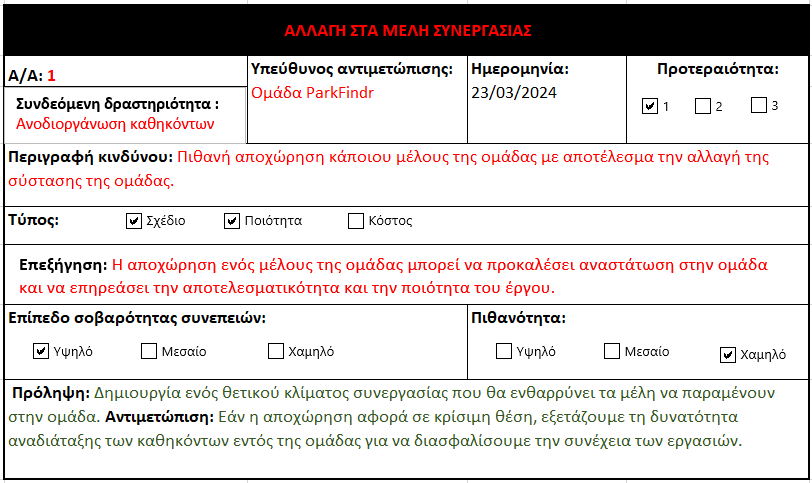 ΑΛΛΑΓΗ ΣΤΑ ΜΕΛΗ ΣΥΝΕΡΓΑΣΙΑΣ
Α/Α: 1
Συνδεόμενη δραστηριότητα :
Ανοδιοργάνωση καθηκόντων
Υπεύθυνος αντιμετώπισης:
Ομάδα ParkFindr
Ημερομηνία:
23/03/2024
Προτεραιότητα:
1 2 3
Περιγραφή κινδύνου: Πιθανή αποχώρηση κάποιου μέλους της ομάδας με αποτέλεσμα την αλλαγή της
σύστασης της ομάδας.
Τύπος: Σχέδιο Ποιότητα Κόστος
Επεξήγηση: Η αποχώρηση ενός μέλους της ομάδας μπορεί να προκαλέσει αναστάτωση στην ομάδα
και να επηρεάσει την αποτελεσματικότητα και την ποιότητα του έργου.
Επίπεδο σοβαρότητας συνεπειών:
Υψηλό Μεσαίο Χαμηλό
Πιθανότητα:
Υψηλό Μεσαίο Χαμηλό
Πρόληψη: Δημιουργία ενός θετικού κλίματος συνεργασίας που θα ενθαρρύνει τα μέλη να παραμένουν
στην ομάδα. Αντιμετώπιση: Εάν η αποχώρηση αφορά σε κρίσιμη θέση, εξετάζουμε τη δυνατότητα
αναδιάταξης των καθηκόντων εντός της ομάδας για να διασφαλίσουμε την συνέχεια των εργασιών.